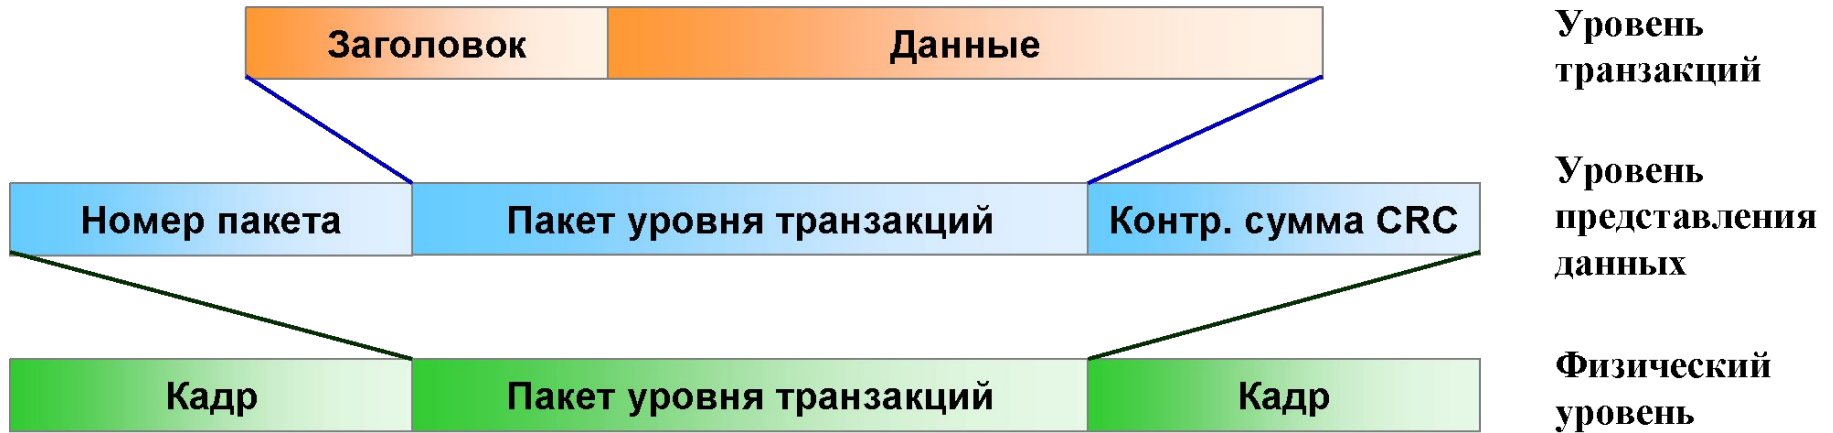 Заголовок Данные
Уровень
транзакций
Номер пакета Пакет уровня транзакций Контр. сумма CRC
Уровень
представления
данных
Кадр Пакет уровня транзакций Кадр
Физический
уровень